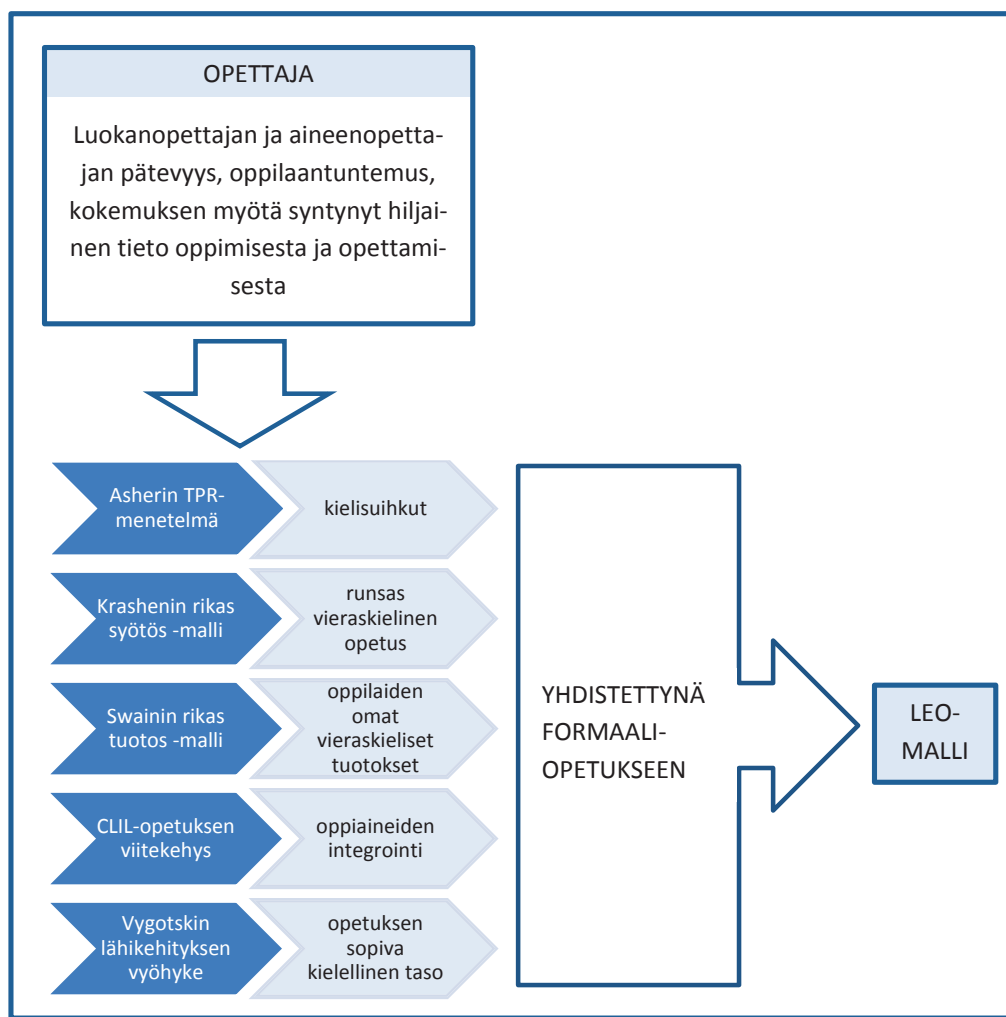 OPETTAJA
Luokanopettajan ja aineenopetta-
jan pätevyys, oppilaantuntemus,
kokemuksen myötä syntynyt hiljai-
nen tieto oppimisesta ja opettami-
sesta
Asherin TPR-
menetelmä
kielisuihkut
Krashenin rikas
syötös -malli
runsas
vieraskielinen
opetus
Swainin rikas
tuotos -malli
oppilaiden
omat
vieraskieliset
tuotokset
CLIL-opetuksen
viitekehys
oppiaineiden
integrointi
Vygotskin
lähikehityksen
vyöhyke
opetuksen
sopiva
kielellinen taso
YHDISTETTYNÄ
FORMAALI-
OPETUKSEEN
LEO-
MALLI